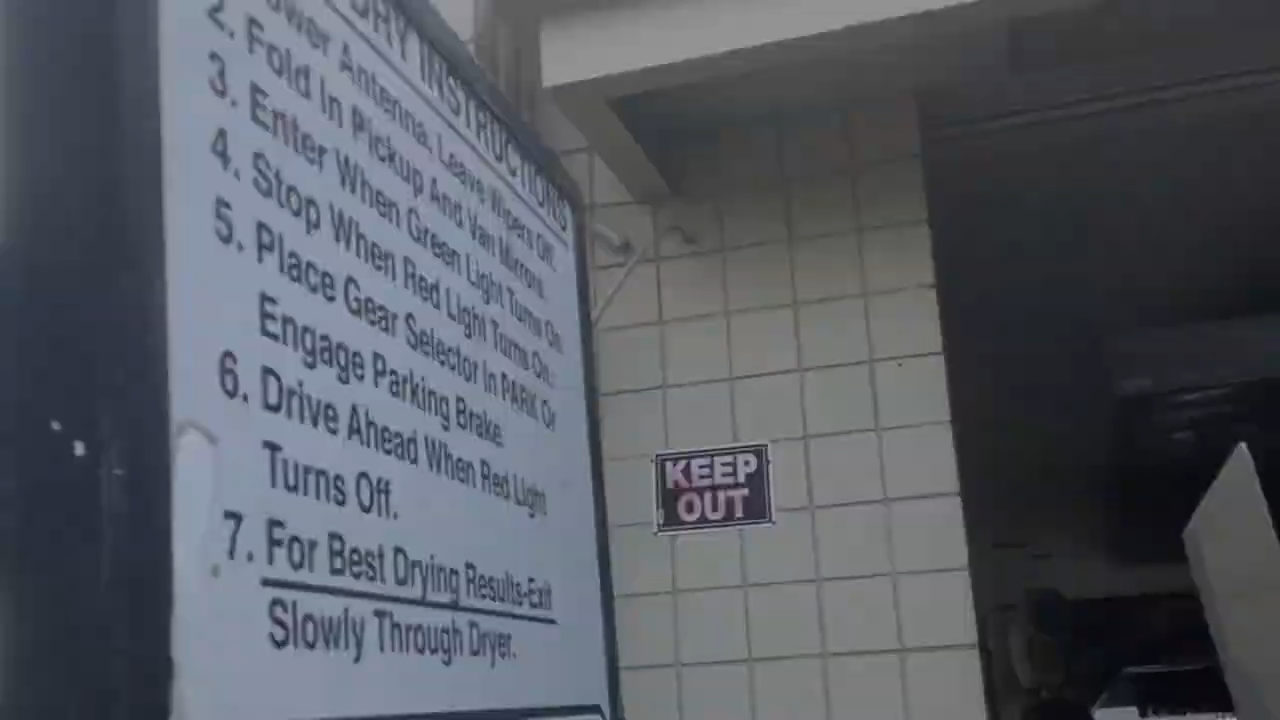 DRY INSTRUCTIONS
Antenna. Leave Wipers Off.
2. Fold In Pickup And Van Mirrors.
3. Enter When Green Light Turns On.
4. Stop When Red Light Turns On.
5. Place Gear Selector In PARK Or
Engage Parking Brake.
6. Drive Ahead When Red Light
Turns Off.
7. For Best Drying Results-Exit
Slowly Through Dryer.
KEEP
OUT